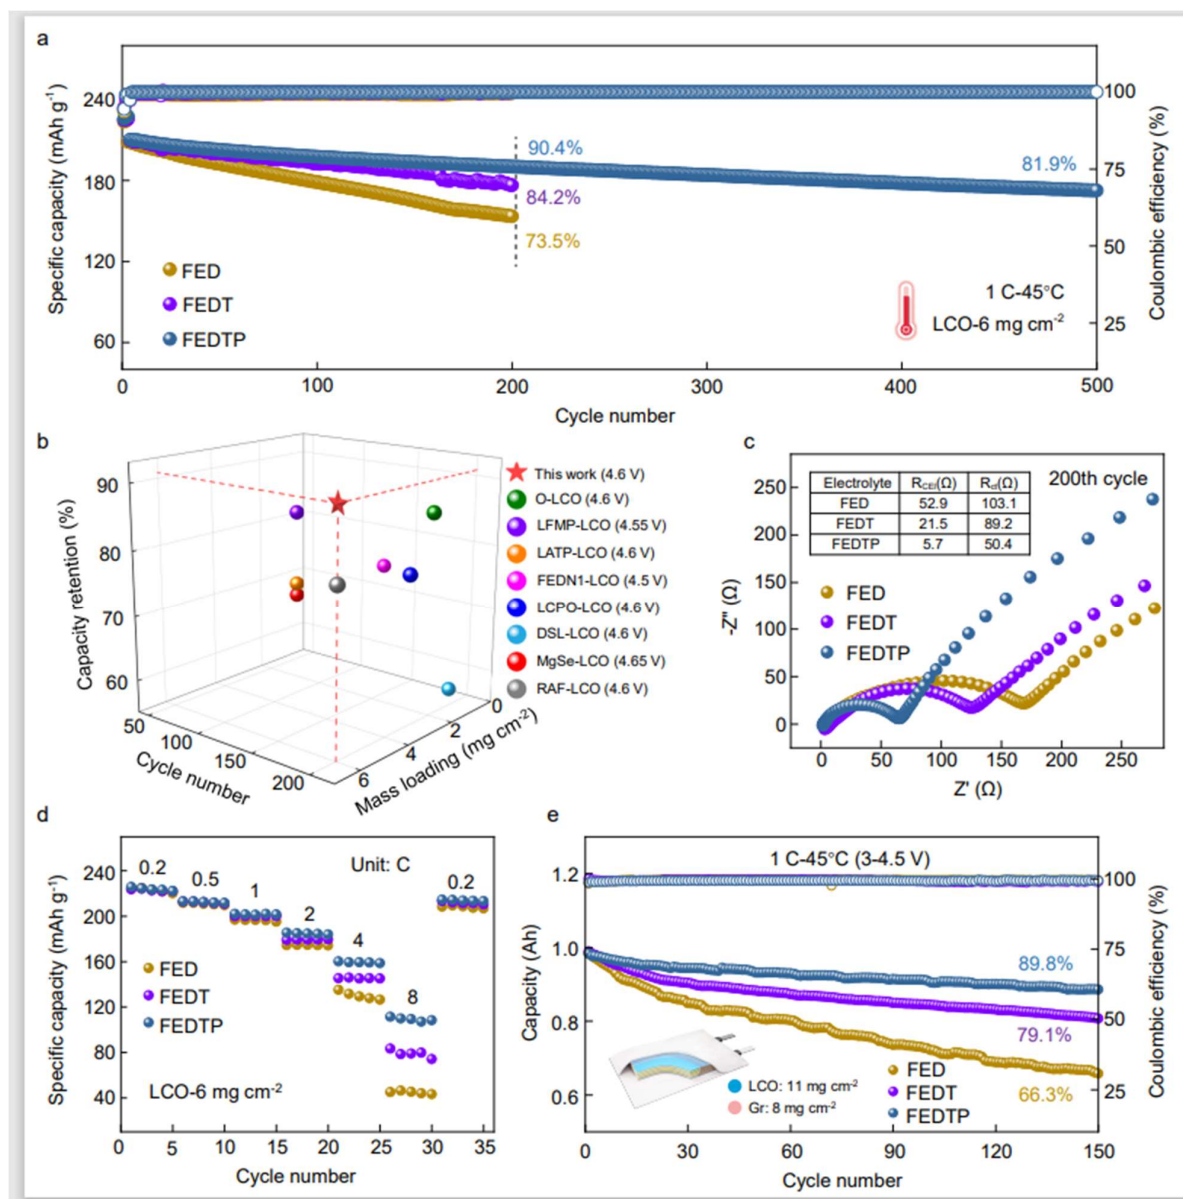 a
Specific capacity (mAh g⁻¹)
240
180
120
60
0
100
200
300
400
500
Cycle number
100
75
50
25
Coulombic efficiency (%)
90.4%
84.2%
73.5%
81.9%
FED
FEDT
FEDTP
1 C-45°C
LCO-6 mg cm⁻²
b
Capacity retention (%)
90
80
70
60
50
100
150
200
Cycle number
0
2
4
6
Mass loading (mg cm⁻²)
This work (4.6 V)
O-LCO (4.6 V)
LFMP-LCO (4.55 V)
LATP-LCO (4.6 V)
FEDN1-LCO (4.5 V)
LCPO-LCO (4.6 V)
DSL-LCO (4.6 V)
MgSe-LCO (4.65 V)
RAF-LCO (4.6 V)
c
-Z" (Ω)
250
200
150
100
50
0
0
50
100
150
200
250
Z' (Ω)
200th cycle
Electrolyte R_CEI(Ω) R_ct(Ω)
FED 52.9 103.1
FEDT 21.5 89.2
FEDTP 5.7 50.4
FED
FEDT
FEDTP
d
Specific capacity (mAh g⁻¹)
240
200
160
120
80
40
0
5
10
15
20
25
30
35
Cycle number
Unit: C
0.2
0.5
1
2
4
8
0.2
FED
FEDT
FEDTP
LCO-6 mg cm⁻²
e
Capacity (Ah)
1.2
1.0
0.8
0.6
0
30
60
90
120
150
Cycle number
100
75
50
25
Coulombic efficiency (%)
1 C-45°C (3-4.5 V)
89.8%
79.1%
66.3%
LCO: 11 mg cm⁻²
Gr: 8 mg cm⁻²
FED
FEDT
FEDTP